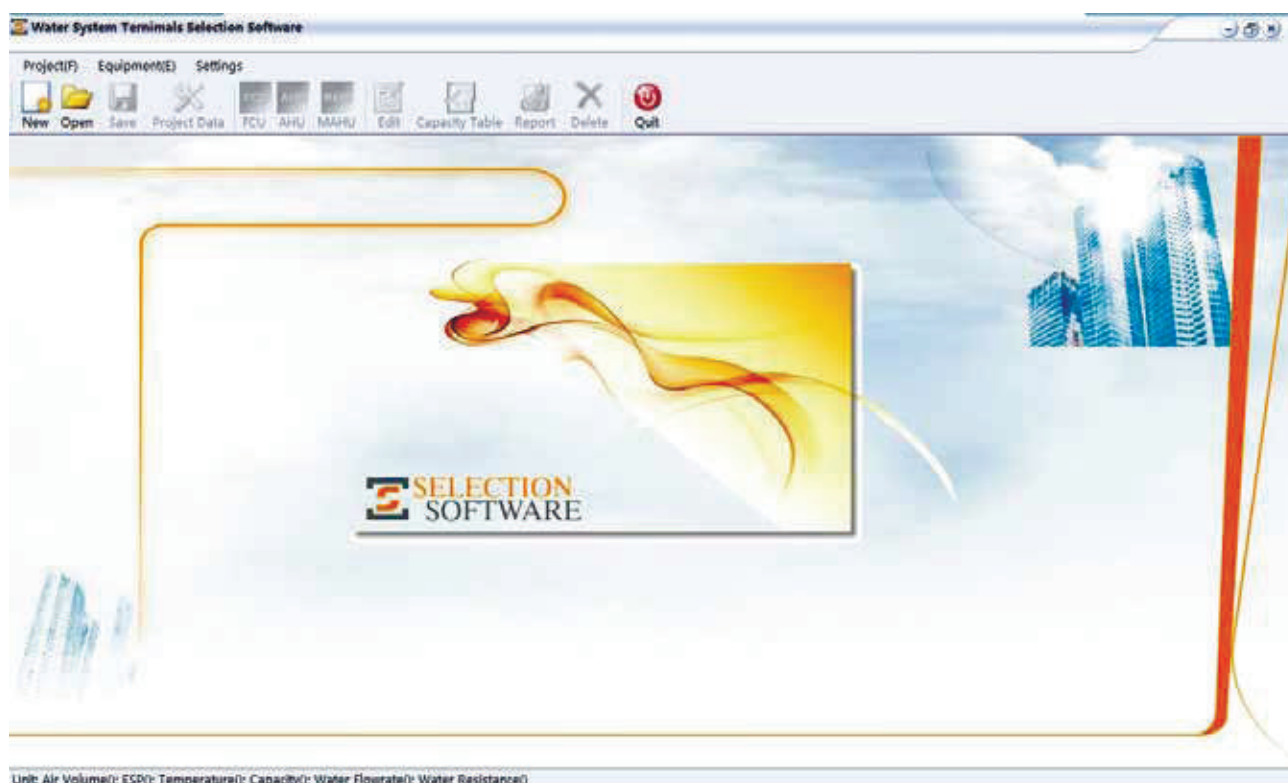 Water System Ternimals Selection Software
Project(F) Equipment(E) Settings
New Open Save Project Data FCU AHU MAHU Edit Capacity Table Report Delete Quit
SELECTION
SOFTWARE
Unit: Air Volume(); ESP(); Temperature(); Capacity(); Water Flowrate(); Water Resistance()